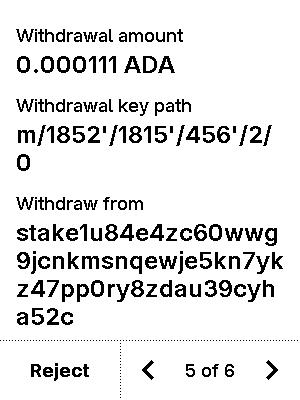 Withdrawal amount
0.000111 ADA
Withdrawal key path
m/1852'/1815'/456'/2/
0
Withdraw from
stake1u84e4zc60wwg
9jcnkmsnqewje5kn7yk
z47pp0ry8zdau39cyh
a52c
Reject
5 of 6